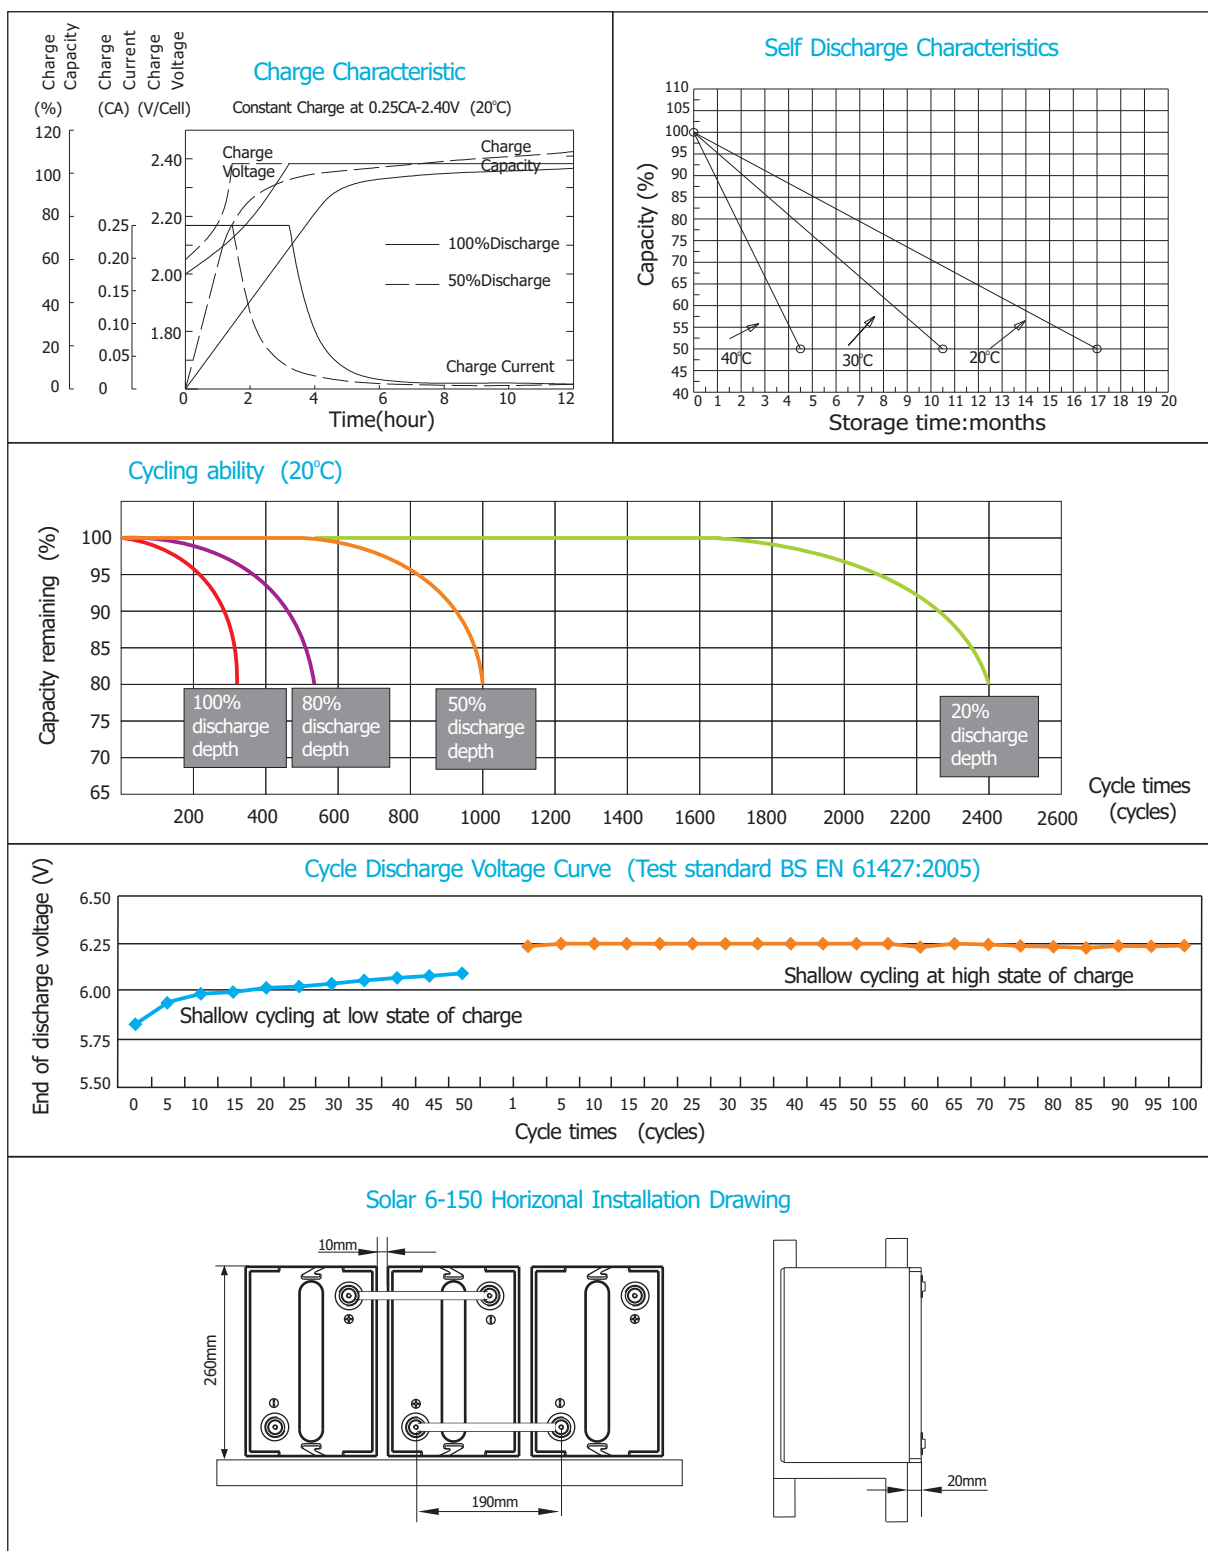 Charge
Capacity
Charge
Current
Charge
Voltage
(%)
(CA)
(V/Cell)
Charge Characteristic
Constant Charge at 0.25CA-2.40V (20°C)
120
100
80
60
40
20
0
0.25
0.20
0.15
0.10
0.05
0
2.40
2.20
2.00
1.80
Charge
Voltage
Charge
Capacity
100%Discharge
50%Discharge
Charge Current
0 2 4 6 8 10 12
Time(hour)
Self Discharge Characteristics
Capacity (%)
110
105
100
95
90
85
80
75
70
65
60
55
50
45
40
40°C
30°C
20°C
0 1 2 3 4 5 6 7 8 9 10 11 12 13 14 15 16 17 18 19 20
Storage time:months
Cycling ability (20°C)
Capacity remaining (%)
100
95
90
85
80
75
70
65
100%
discharge
depth
80%
discharge
depth
50%
discharge
depth
20%
discharge
depth
200 400 600 800 1000 1200 1400 1600 1800 2000 2200 2400 2600
Cycle times
(cycles)
Cycle Discharge Voltage Curve (Test standard BS EN 61427:2005)
End of discharge voltage (V)
6.50
6.25
6.00
5.75
5.50
Shallow cycling at low state of charge
Shallow cycling at high state of charge
0 5 10 15 20 25 30 35 40 45 50 1 5 10 15 20 25 30 35 40 45 50 55 60 65 70 75 80 85 90 95 100
Cycle times (cycles)
Solar 6-150 Horizonal Installation Drawing
10mm
260mm
190mm
20mm